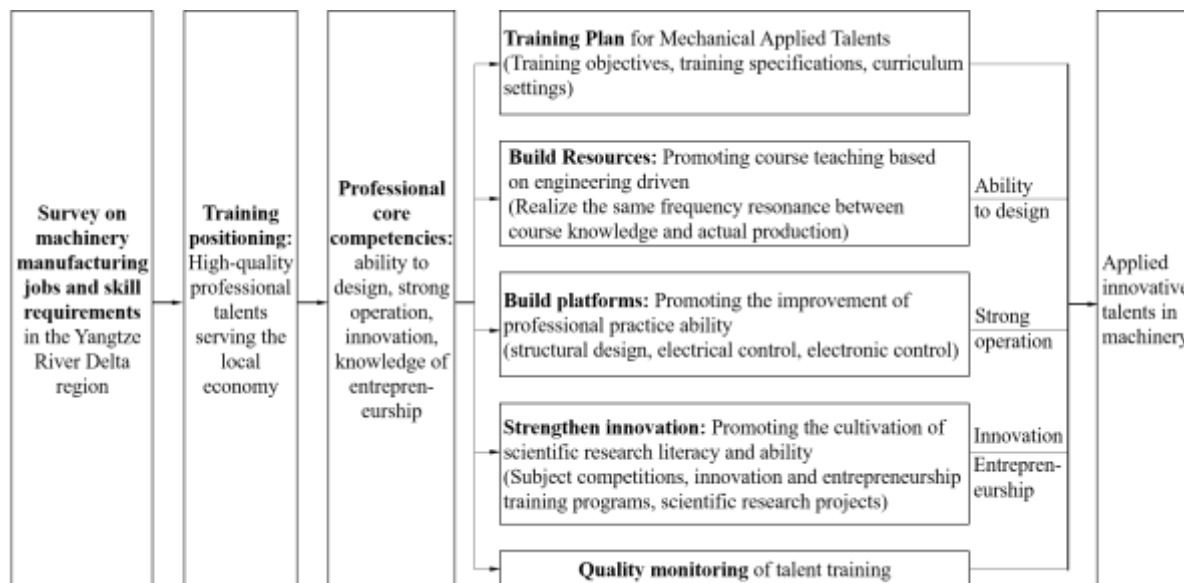 Survey on
machinery
manufacturing
jobs and skill
requirements
in the Yangtze
River Delta
region
Training
positioning:
High-quality
professional
talents
serving the
local
economy
Professional
core
competencies:
ability to
design, strong
operation,
innovation,
knowledge of
entrepren-
eurship
Training Plan for Mechanical Applied Talents
(Training objectives, training specifications, curriculum
settings)
Build Resources: Promoting course teaching based
on engineering driven
(Realize the same frequency resonance between
course knowledge and actual production)
Ability
to design
Build platforms: Promoting the improvement of
professional practice ability
(structural design, electrical control, electronic control)
Strong
operation
Strengthen innovation: Promoting the cultivation of
scientific research literacy and ability
(Subject competitions, innovation and entrepreneurship
training programs, scientific research projects)
Innovation
Entrepren-
eurship
Quality monitoring of talent training
Applied
innovative
talents in
machinery